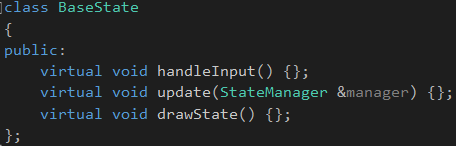 class BaseState
{
public:
    virtual void handleInput() {};
    virtual void update(StateManager &manager) {};
    virtual void drawState() {};
};